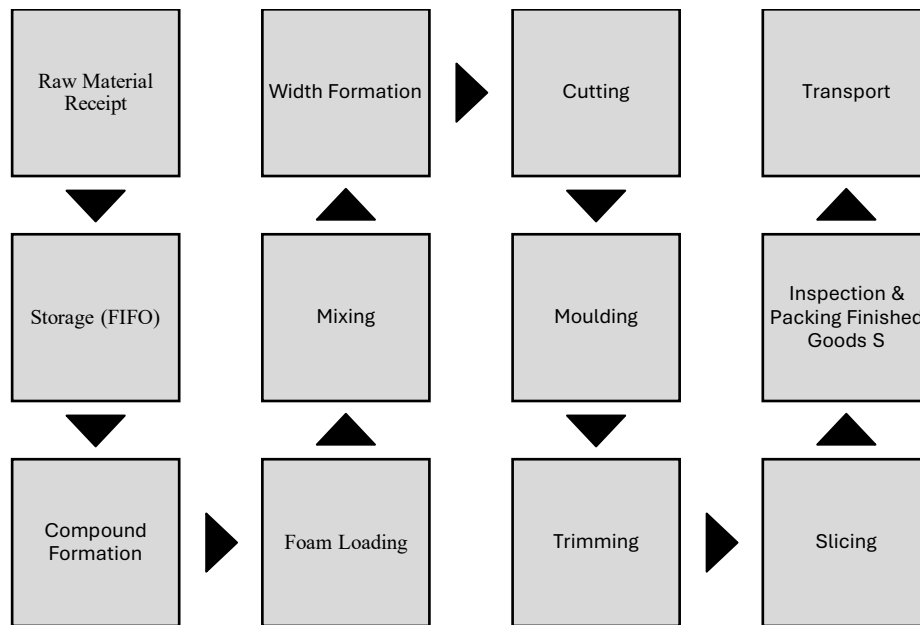 Raw Material
Receipt
Storage (FIFO)
Compound
Formation
Foam Loading
Mixing
Width Formation
Cutting
Moulding
Trimming
Slicing
Inspection &
Packing Finished
Goods S
Transport